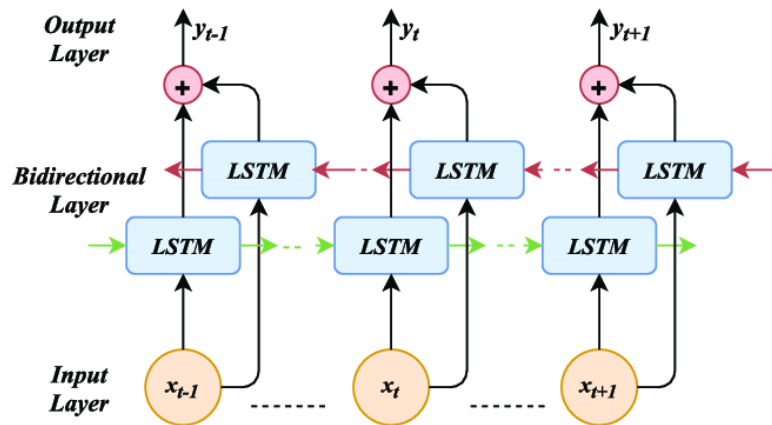 Output
Layer
y_{t-1}
y_t
y_{t+1}
+
+
+
Bidirectional
Layer
LSTM
LSTM
LSTM
LSTM
LSTM
LSTM
Input
Layer
x_{t-1}
x_t
x_{t+1}